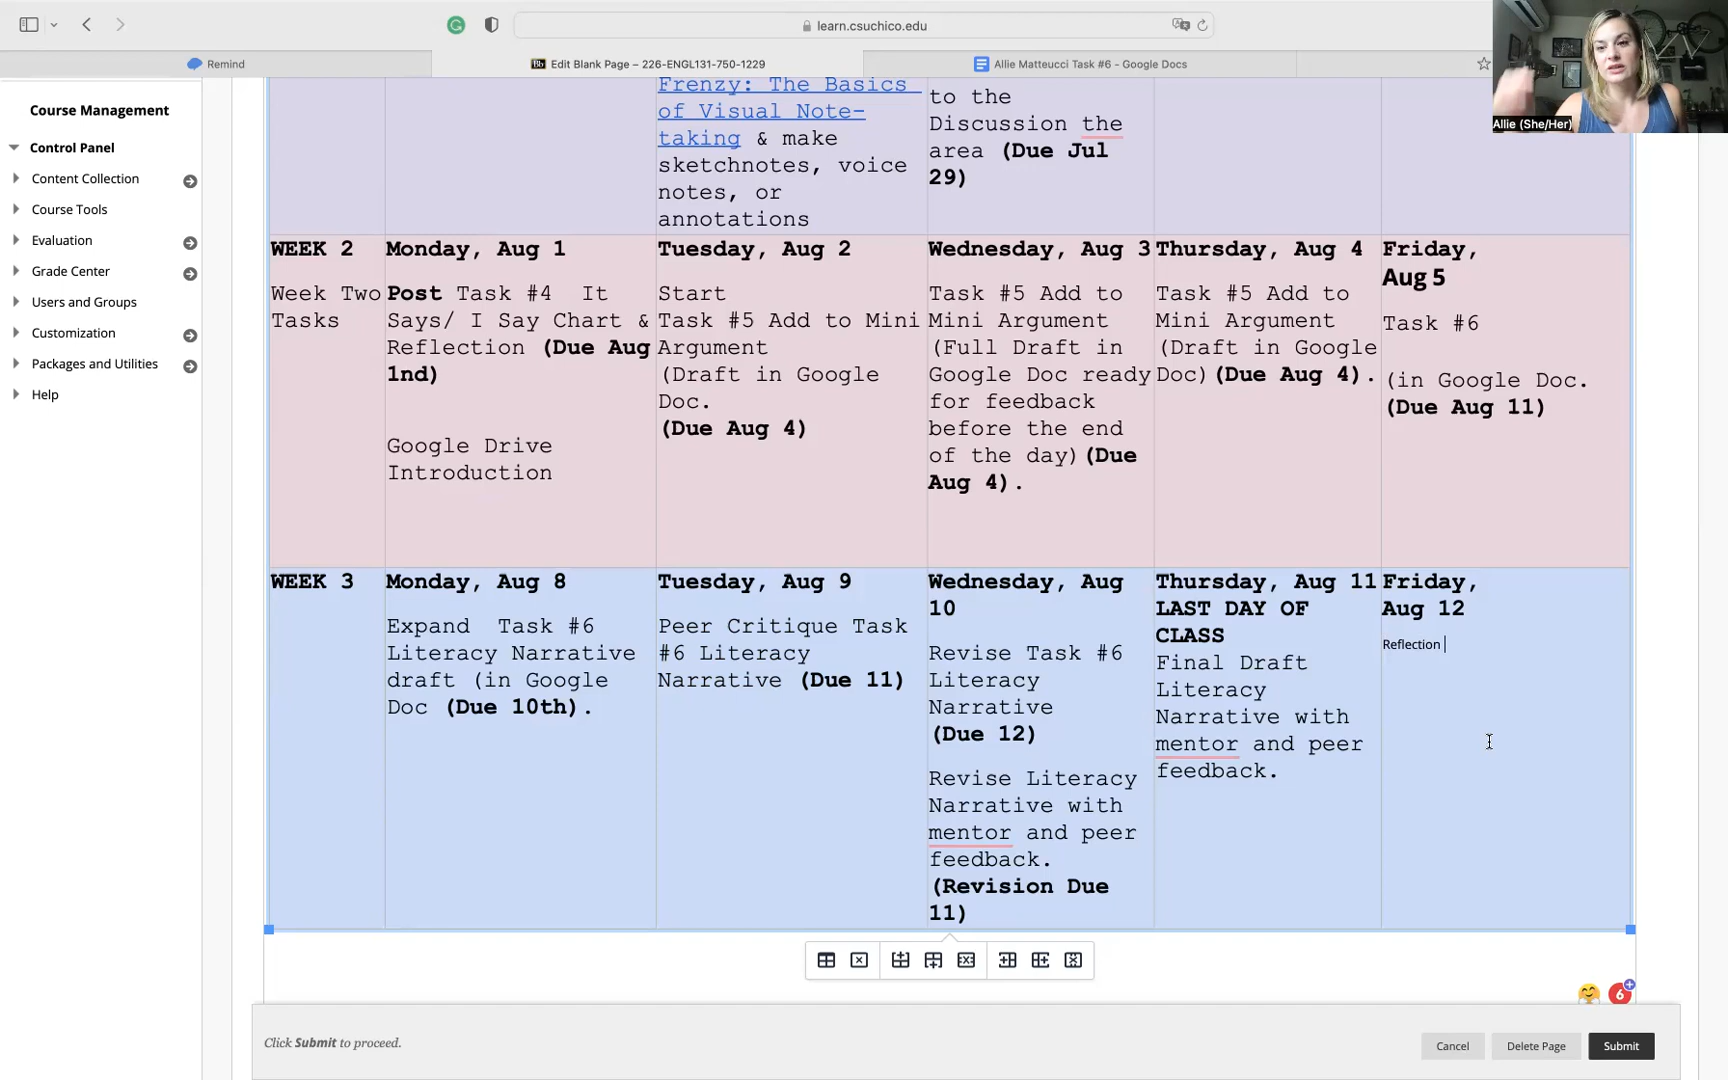 learn.csuchico.edu
Remind
Bb Edit Blank Page – 226-ENGL131-750-1229
Allie Matteucci Task #6 - Google Docs
Allie (She/Her)
Course Management
Control Panel
Content Collection
Course Tools
Evaluation
Grade Center
Users and Groups
Customization
Packages and Utilities
Help
Frenzy: The Basics
of Visual Note-
taking & make
sketchnotes, voice
notes, or
annotations
to the
Discussion the
area (Due Jul
29)
WEEK 2
Week Two
Tasks
Monday, Aug 1
Post Task #4 It
Says/ I Say Chart &
Reflection (Due Aug
1nd)
Google Drive
Introduction
Tuesday, Aug 2
Start
Task #5 Add to Mini
Argument
(Draft in Google
Doc.
(Due Aug 4)
Wednesday, Aug 3
Task #5 Add to
Mini Argument
(Full Draft in
Google Doc ready
for feedback
before the end
of the day)(Due
Aug 4).
Thursday, Aug 4
Task #5 Add to
Mini Argument
(Draft in Google
Doc)(Due Aug 4).
Friday,
Aug 5
Task #6
(in Google Doc.
(Due Aug 11)
WEEK 3
Monday, Aug 8
Expand Task #6
Literacy Narrative
draft (in Google
Doc (Due 10th).
Tuesday, Aug 9
Peer Critique Task
#6 Literacy
Narrative (Due 11)
Wednesday, Aug
10
Revise Task #6
Literacy
Narrative
(Due 12)
Revise Literacy
Narrative with
mentor and peer
feedback.
(Revision Due
11)
Thursday, Aug 11
LAST DAY OF
CLASS
Final Draft
Literacy
Narrative with
mentor and peer
feedback.
Friday,
Aug 12
Reflection
6
Click Submit to proceed.
Cancel
Delete Page
Submit